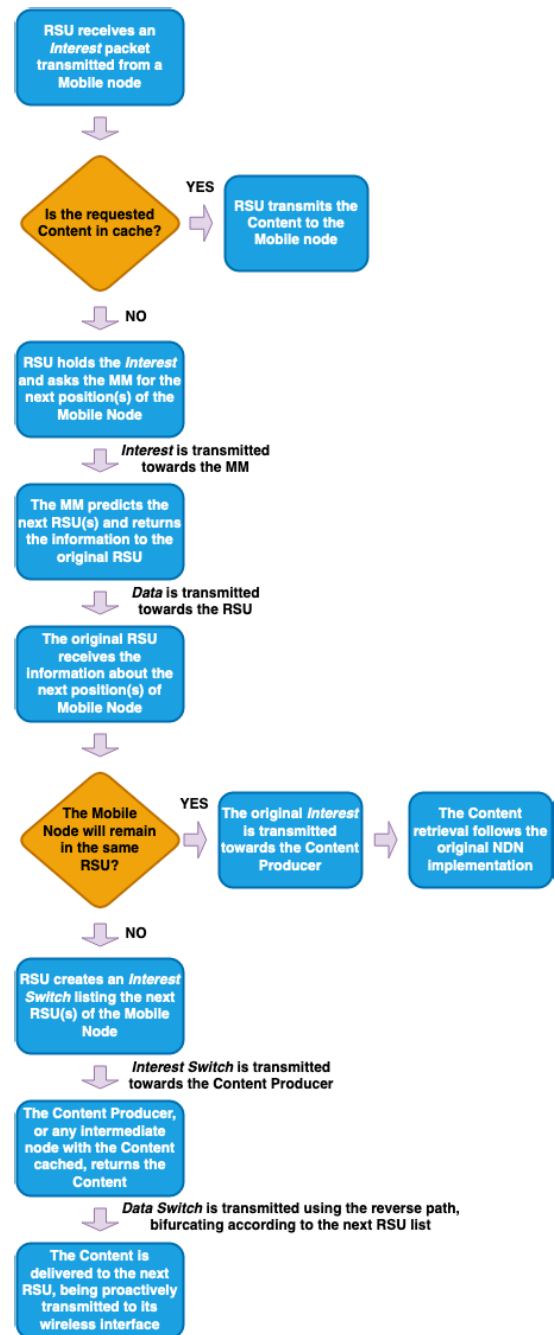 RSU receives an
Interest packet
transmitted from a
Mobile node
Is the requested
Content in cache?
YES
RSU transmits the
Content to the
Mobile node
NO
RSU holds the Interest
and asks the MM for the
next position(s) of the
Mobile Node
Interest is transmitted
towards the MM
The MM predicts the
next RSU(s) and returns
the information to the
original RSU
Data is transmitted
towards the RSU
The original RSU
receives the
information about the
next position(s) of
Mobile Node
The Mobile
Node will remain
in the same
RSU?
YES
The original Interest
is transmitted
towards the Content
Producer
The Content
retrieval follows the
original NDN
implementation
NO
RSU creates an Interest
Switch listing the next
RSU(s) of the Mobile
Node
Interest Switch is transmitted
towards the Content Producer
The Content Producer,
or any intermediate
node with the Content
cached, returns the
Content
Data Switch is transmitted using the reverse path,
bifurcating according to the next RSU list
The Content is
delivered to the next
RSU, being proactively
transmitted to its
wireless interface